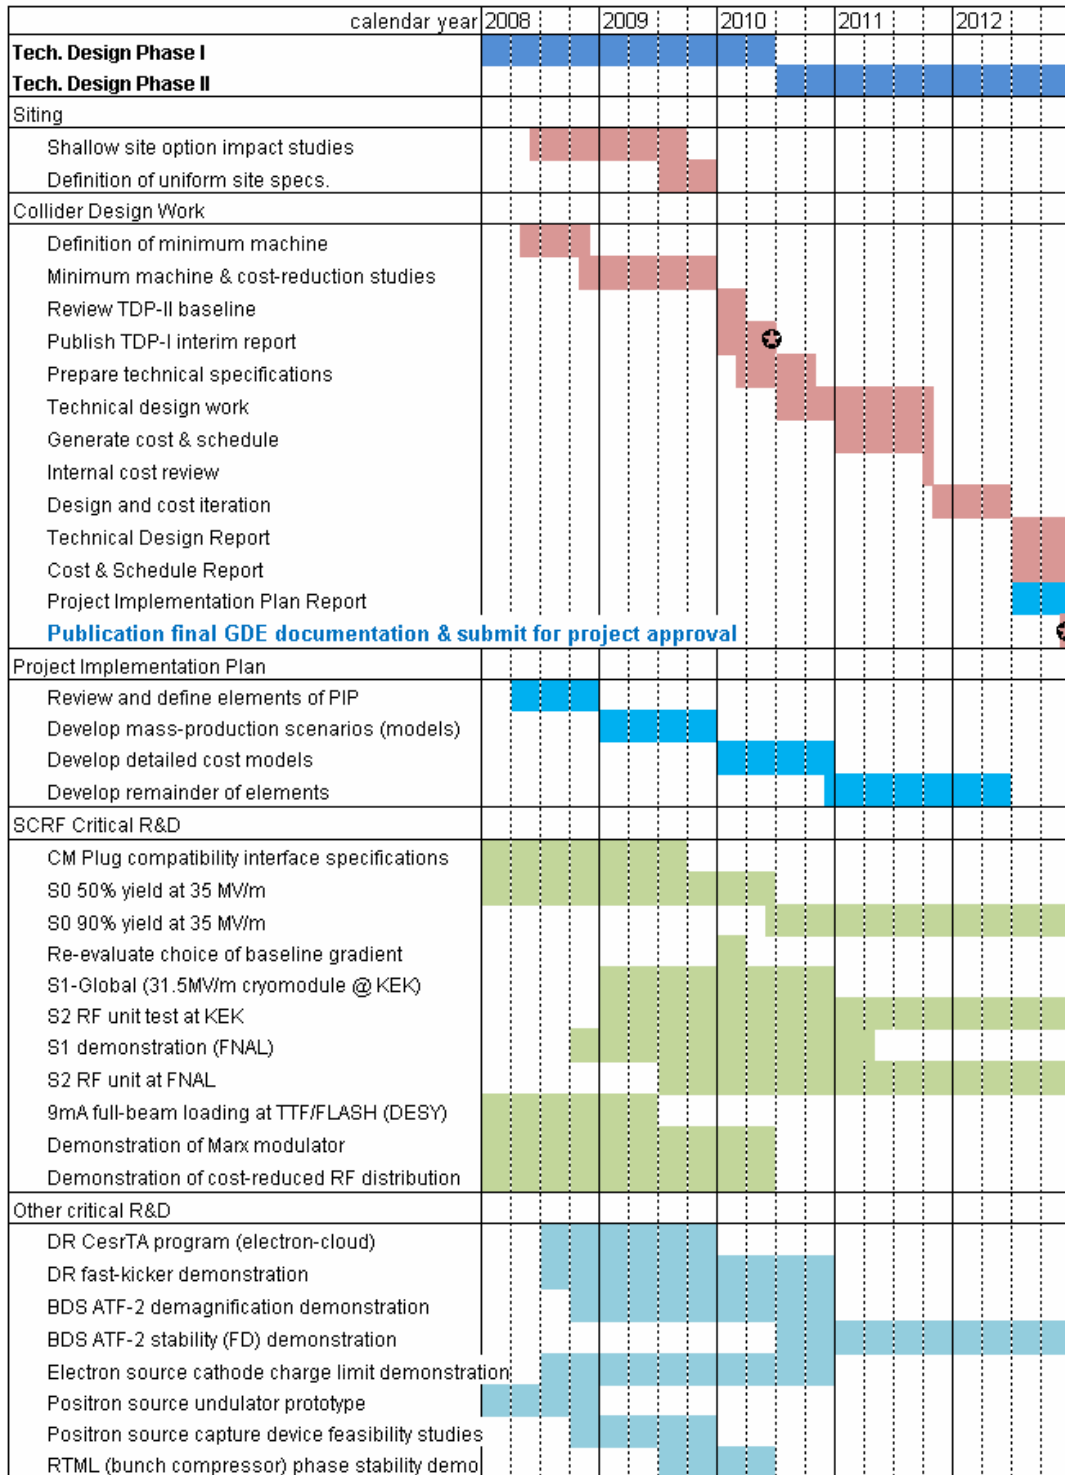 calendar year 2008 2009 2010 2011 2012
Tech. Design Phase I
Tech. Design Phase II
Siting
Shallow site option impact studies
Definition of uniform site specs.
Collider Design Work
Definition of minimum machine
Minimum machine & cost-reduction studies
Review TDP-II baseline
Publish TDP-I interim report
Prepare technical specifications
Technical design work
Generate cost & schedule
Internal cost review
Design and cost iteration
Technical Design Report
Cost & Schedule Report
Project Implementation Plan Report
Publication final GDE documentation & submit for project approval
Project Implementation Plan
Review and define elements of PIP
Develop mass-production scenarios (models)
Develop detailed cost models
Develop remainder of elements
SCRF Critical R&D
CM Plug compatibility interface specifications
S0 50% yield at 35 MV/m
S0 90% yield at 35 MV/m
Re-evaluate choice of baseline gradient
S1-Global (31.5MV/m cryomodule @ KEK)
S2 RF unit test at KEK
S1 demonstration (FNAL)
S2 RF unit at FNAL
9mA full-beam loading at TTF/FLASH (DESY)
Demonstration of Marx modulator
Demonstration of cost-reduced RF distribution
Other critical R&D
DR CesrTA program (electron-cloud)
DR fast-kicker demonstration
BDS ATF-2 demagnification demonstration
BDS ATF-2 stability (FD) demonstration
Electron source cathode charge limit demonstration
Positron source undulator prototype
Positron source capture device feasibility studies
RTML (bunch compressor) phase stability demo